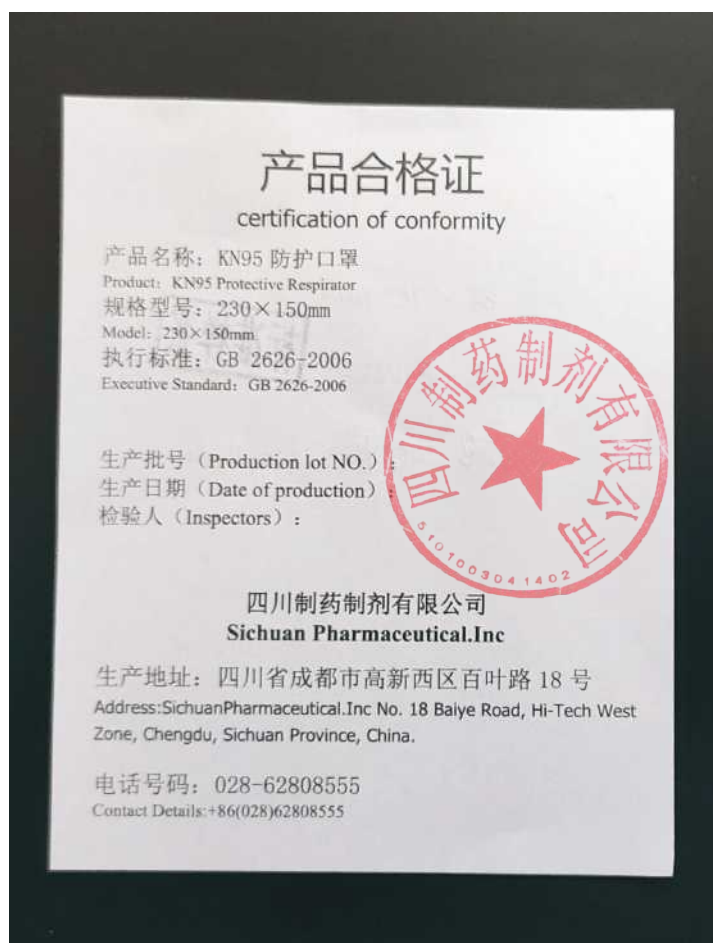 产品合格证
certification of conformity
产品名称：KN95 防护口罩
Product：KN95 Protective Respirator
规格型号：230×150mm
Model：230×150mm
执行标准：GB 2626-2006
Executive Standard：GB 2626-2006
生产批号（Production lot NO.）：
生产日期（Date of production）：
检验人（Inspectors）：
四川制药制剂有限公司
5101003041402
四川制药制剂有限公司
Sichuan Pharmaceutical.Inc
生产地址：四川省成都市高新西区百叶路 18 号
Address:SichuanPharmaceutical.Inc No. 18 Baiye Road, Hi-Tech West
Zone, Chengdu, Sichuan Province, China.
电话号码：028-62808555
Contact Details:+86(028)62808555